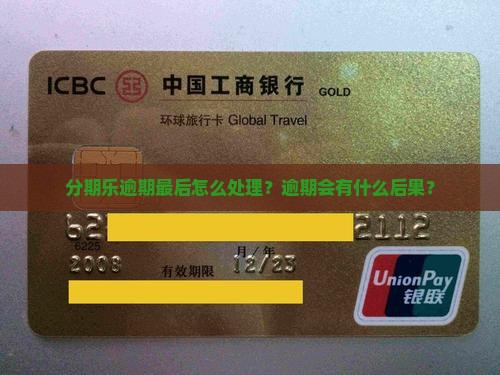 ICBC 中国工商银行 GOLD
环球旅行卡 Global Travel
分期乐逾期最后怎么处理？逾期会有什么后果？
62 2112
6225
月/年
2008 有效期限 12/23
UnionPay
银联